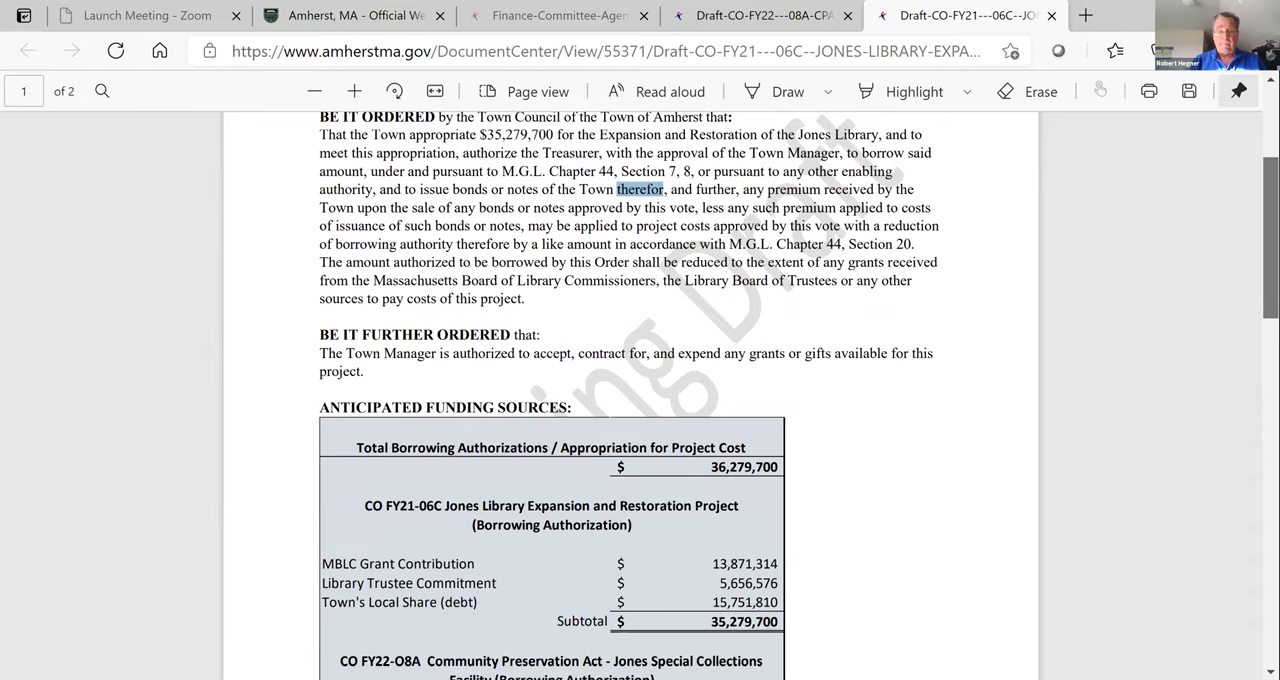 Launch Meeting - Zoom
Amherst, MA - Official We
Finance-Committee-Agen
Draft-CO-FY22---08A-CPA
Draft-CO-FY21---06C--JO
https://www.amherstma.gov/DocumentCenter/View/55371/Draft-CO-FY21---06C--JONES-LIBRARY-EXPA...
Robert Hegner
1 of 2
Page view
Read aloud
Draw
Highlight
Erase
BE IT ORDERED by the Town Council of the Town of Amherst that:
That the Town appropriate $35,279,700 for the Expansion and Restoration of the Jones Library, and to
meet this appropriation, authorize the Treasurer, with the approval of the Town Manager, to borrow said
amount, under and pursuant to M.G.L. Chapter 44, Section 7, 8, or pursuant to any other enabling
authority, and to issue bonds or notes of the Town therefor, and further, any premium received by the
Town upon the sale of any bonds or notes approved by this vote, less any such premium applied to costs
of issuance of such bonds or notes, may be applied to project costs approved by this vote with a reduction
of borrowing authority therefore by a like amount in accordance with M.G.L. Chapter 44, Section 20.
The amount authorized to be borrowed by this Order shall be reduced to the extent of any grants received
from the Massachusetts Board of Library Commissioners, the Library Board of Trustees or any other
sources to pay costs of this project.
BE IT FURTHER ORDERED that:
The Town Manager is authorized to accept, contract for, and expend any grants or gifts available for this
project.
ing Draft
ANTICIPATED FUNDING SOURCES:
Total Borrowing Authorizations / Appropriation for Project Cost
$ 36,279,700
CO FY21-06C Jones Library Expansion and Restoration Project
(Borrowing Authorization)
MBLC Grant Contribution $ 13,871,314
Library Trustee Commitment $ 5,656,576
Town's Local Share (debt) $ 15,751,810
Subtotal $ 35,279,700
CO FY22-O8A Community Preservation Act - Jones Special Collections
Facility (Borrowing Authorization)